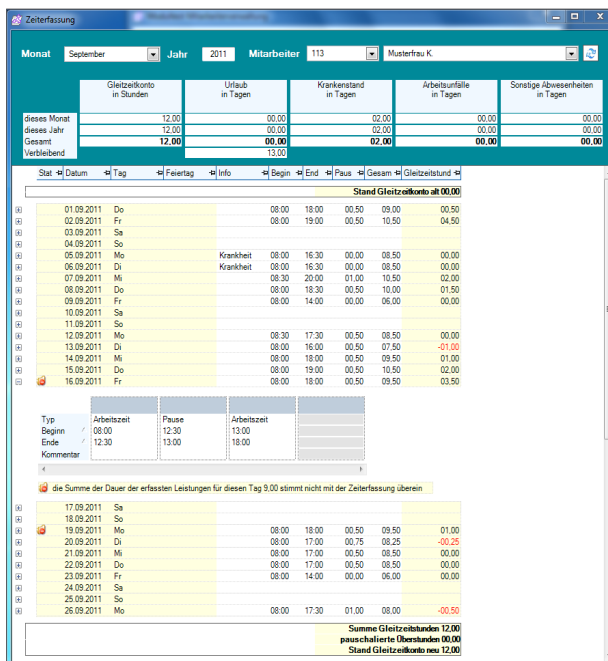 Zeiterfassung
Monat September Jahr 2011 Mitarbeiter 113 Musterfrau K.
Gleitzeitkonto in Stunden Urlaub in Tagen Krankenstand in Tagen Arbeitsunfälle in Tagen Sonstige Abwesenheiten in Tagen
dieses Monat 12,00 00,00 02,00 00,00 00,00
dieses Jahr 12,00 00,00 02,00 00,00 00,00
Gesamt 12,00 00,00 02,00 00,00 00,00
Verbleibend 13,00
Stat Datum Tag Feiertag Info Begin End Paus Gesam Gleitzeitstund
Stand Gleitzeitkonto alt 00,00
01.09.2011 Do 08:00 18:00 00,50 09,00 00,50
02.09.2011 Fr 08:00 19:00 00,50 10,50 04,50
03.09.2011 Sa
04.09.2011 So
05.09.2011 Mo Krankheit 08:00 16:30 00,00 08,50 00,00
06.09.2011 Di Krankheit 08:00 16:30 00,00 08,50 00,00
07.09.2011 Mi 08:30 20:00 01,00 10,50 02,00
08.09.2011 Do 08:00 18:30 00,50 10,00 01,50
09.09.2011 Fr 08:00 14:00 00,00 06,00 00,00
10.09.2011 Sa
11.09.2011 So
12.09.2011 Mo 08:30 17:30 00,50 08,50 00,00
13.09.2011 Di 08:00 16:00 00,50 07,50 -01,00
14.09.2011 Mi 08:00 18:00 00,50 09,50 01,00
15.09.2011 Do 08:00 19:00 00,50 10,50 02,00
16.09.2011 Fr 08:00 18:00 00,50 09,50 03,50
Typ Arbeitszeit Pause Arbeitszeit
Beginn 08:00 12:30 13:00
Ende 12:30 13:00 18:00
Kommentar
die Summe der Dauer der erfassten Leistungen für diesen Tag 9,00 stimmt nicht mit der Zeiterfassung überein
17.09.2011 Sa
18.09.2011 So
19.09.2011 Mo 08:00 18:00 00,50 09,50 01,00
20.09.2011 Di 08:00 17:00 00,75 08,25 -00,25
21.09.2011 Mi 08:00 17:00 00,50 08,50 00,00
22.09.2011 Do 08:00 17:00 00,50 08,50 00,00
23.09.2011 Fr 08:00 14:00 00,00 06,00 00,00
24.09.2011 Sa
25.09.2011 So
26.09.2011 Mo 08:00 17:30 01,00 08,00 -00,50
Summe Gleitzeitstunden 12,00
pauschalierte Überstunden 00,00
Stand Gleitzeitkonto neu 12,00